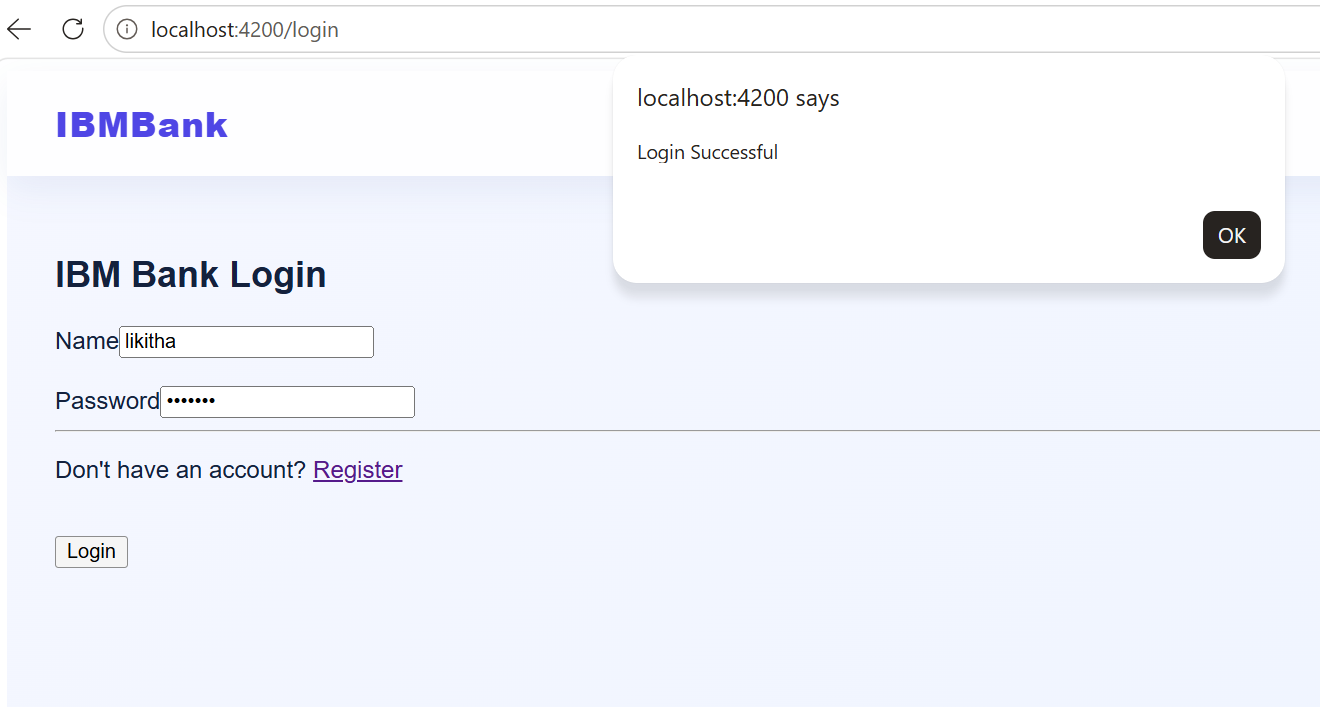 localhost:4200/login
localhost:4200 says
Login Successful
OK
IBMBank
IBM Bank Login
Name likitha
Password •••••••
Don't have an account? Register
Login